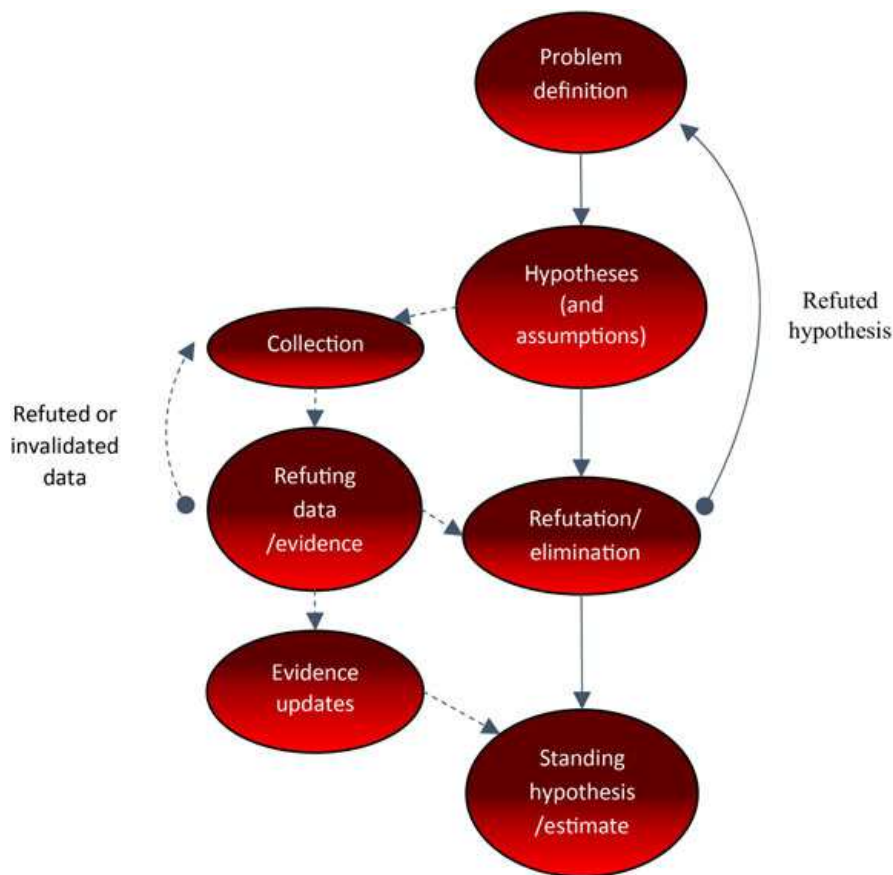 Problem
definition
Hypotheses
(and
assumptions)
Refuted
hypothesis
Collection
Refuted or
invalidated
data
Refuting
data
/evidence
Refutation/
elimination
Evidence
updates
Standing
hypothesis
/estimate